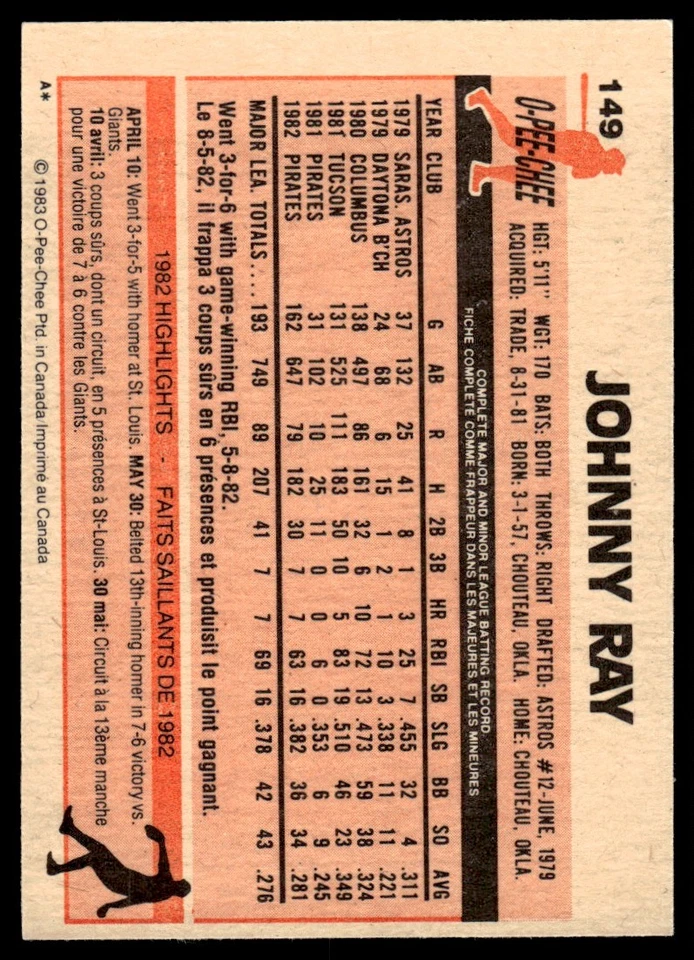 149
JOHNNY RAY
O-PEE-CHEE
HGT: 5'11" WGT: 170 BATS: BOTH THROWS: RIGHT DRAFTED: ASTROS #12-JUNE, 1979
ACQUIRED: TRADE, 8-31-81 BORN: 3-1-57, CHOUTEAU, OKLA. HOME: CHOUTEAU, OKLA.
COMPLETE MAJOR AND MINOR LEAGUE BATTING RECORD
FICHE COMPLETE COMME FRAPPEUR DANS LES MAJEURES ET LES MINEURES
YEAR CLUB G AB R H 2B 3B HR RBI SB SLG BB SO AVG
1979 SARAS. ASTROS 37 132 25 41 8 1 3 25 7 .455 32 4 .311
1979 DAYTONA B'CH 24 68 6 15 1 2 1 10 3 .338 11 11 .221
1980 COLUMBUS 138 497 86 161 32 6 10 72 13 .473 59 38 .324
1981 TUCSON 131 525 111 183 50 10 5 83 19 .510 46 23 .349
1981 PIRATES 31 102 10 25 11 0 0 6 0 .353 6 9 .245
1982 PIRATES 162 647 79 182 30 7 7 63 16 .382 36 34 .281
MAJOR LEA. TOTALS.... 193 749 89 207 41 7 7 69 16 .378 42 43 .276
Went 3-for-6 with game-winning RBI, 5-8-82.
Le 8-5-82, il frappa 3 coups sûrs en 6 présences et produisit le point gagnant.
1982 HIGHLIGHTS - FAITS SAILLANTS DE 1982
APRIL 10: Went 3-for-5 with homer at St. Louis. MAY 30: Belted 13th-inning homer in 7-6 victory vs.
Giants.
10 avril: 3 coups sûrs, dont un circuit, en 5 présences à St-Louis. 30 mai: Circuit à la 13ème manche
pour une victoire de 7 à 6 contre les Giants.
A* © 1983 O-Pee-Chee Ptd. in Canada Imprimé au Canada